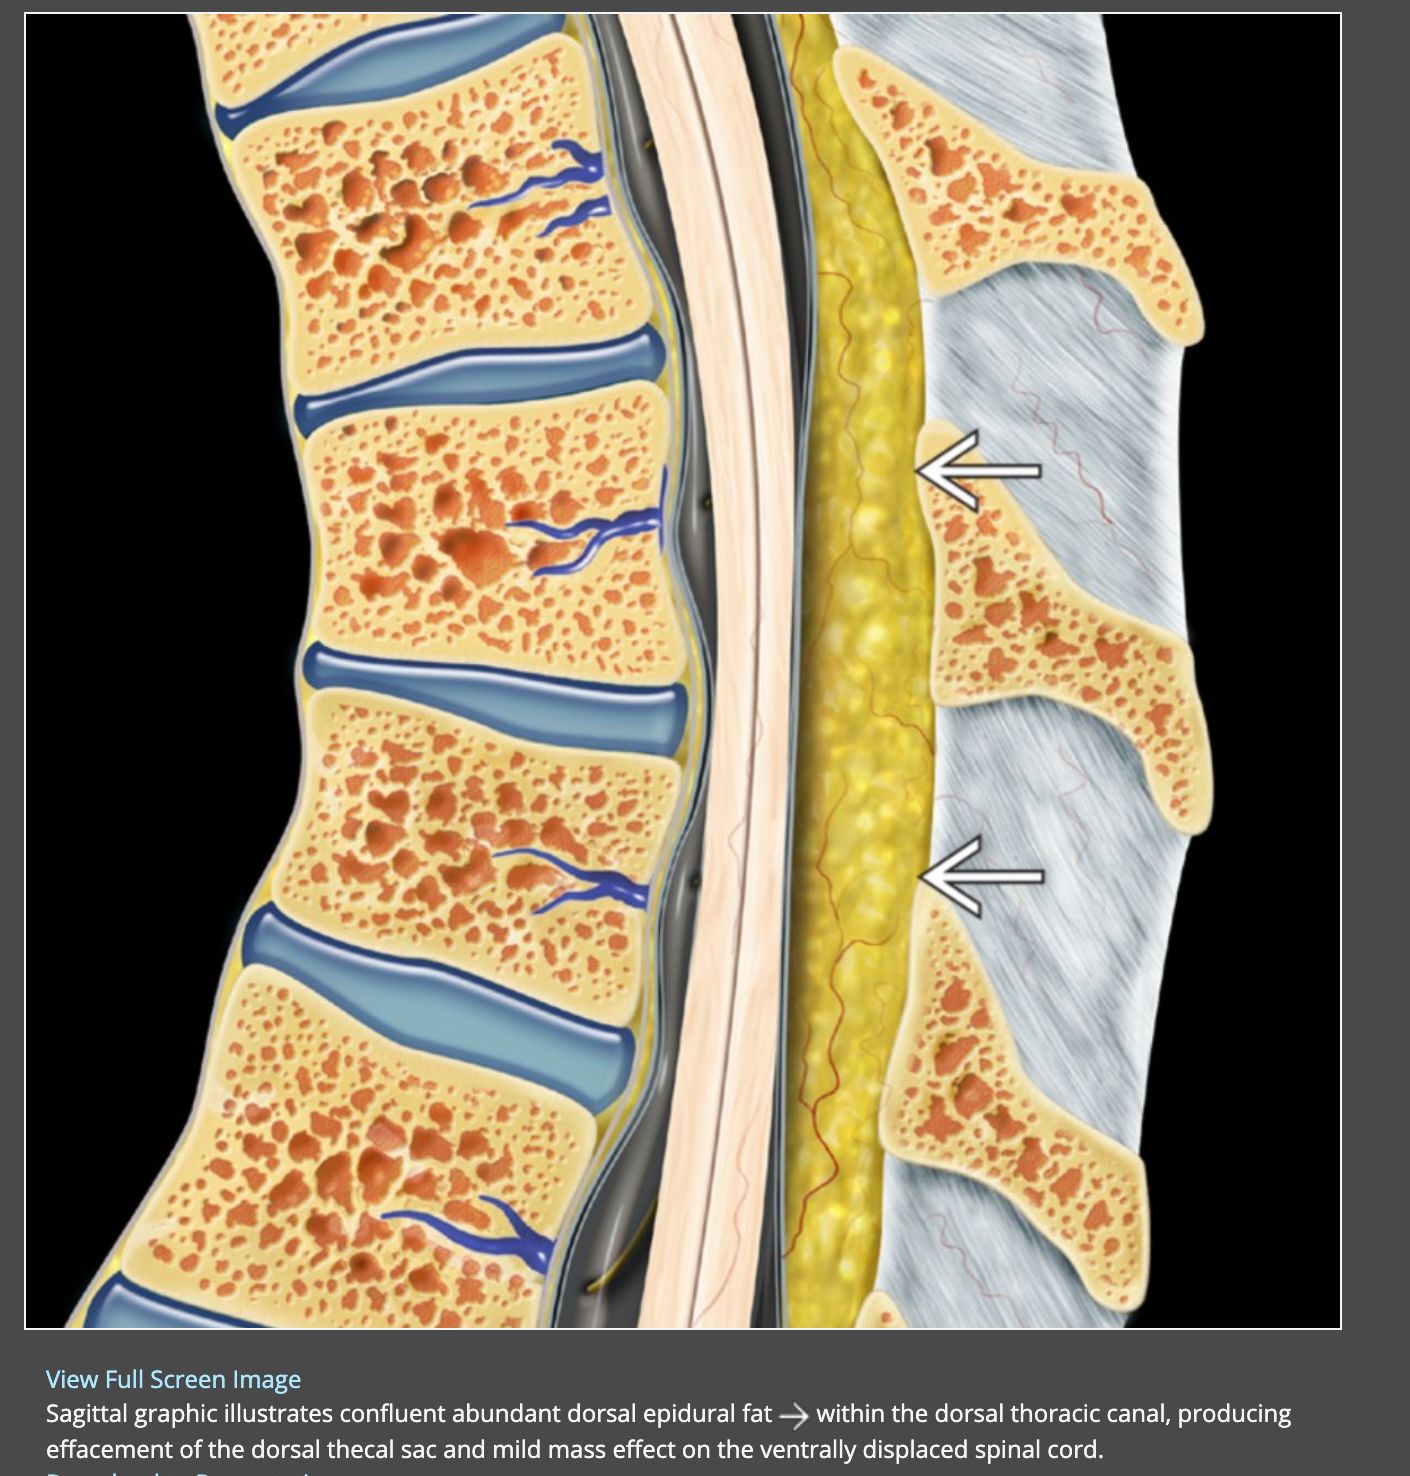 View Full Screen Image
Sagittal graphic illustrates confluent abundant dorsal epidural fat → within the dorsal thoracic canal, producing
effacement of the dorsal thecal sac and mild mass effect on the ventrally displaced spinal cord.